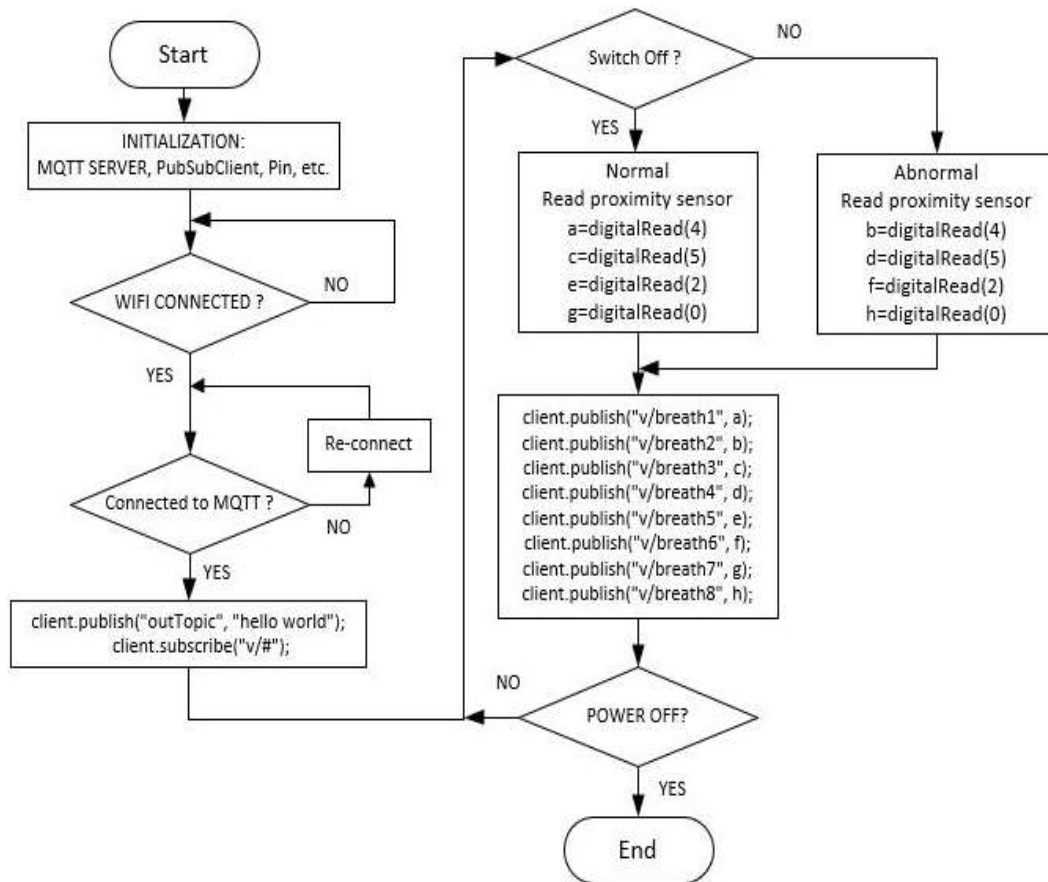 Start
INITIALIZATION:
MQTT SERVER, PubSubClient, Pin, etc.
WIFI CONNECTED ?
NO
YES
Re-connect
Connected to MQTT ?
NO
YES
client.publish("outTopic", "hello world");
client.subscribe("v/#");
Switch Off ?
NO
YES
Normal
Read proximity sensor
a=digitalRead(4)
c=digitalRead(5)
e=digitalRead(2)
g=digitalRead(0)
Abnormal
Read proximity sensor
b=digitalRead(4)
d=digitalRead(5)
f=digitalRead(2)
h=digitalRead(0)
client.publish("v/breath1", a);
client.publish("v/breath2", b);
client.publish("v/breath3", c);
client.publish("v/breath4", d);
client.publish("v/breath5", e);
client.publish("v/breath6", f);
client.publish("v/breath7", g);
client.publish("v/breath8", h);
NO
POWER OFF?
YES
End